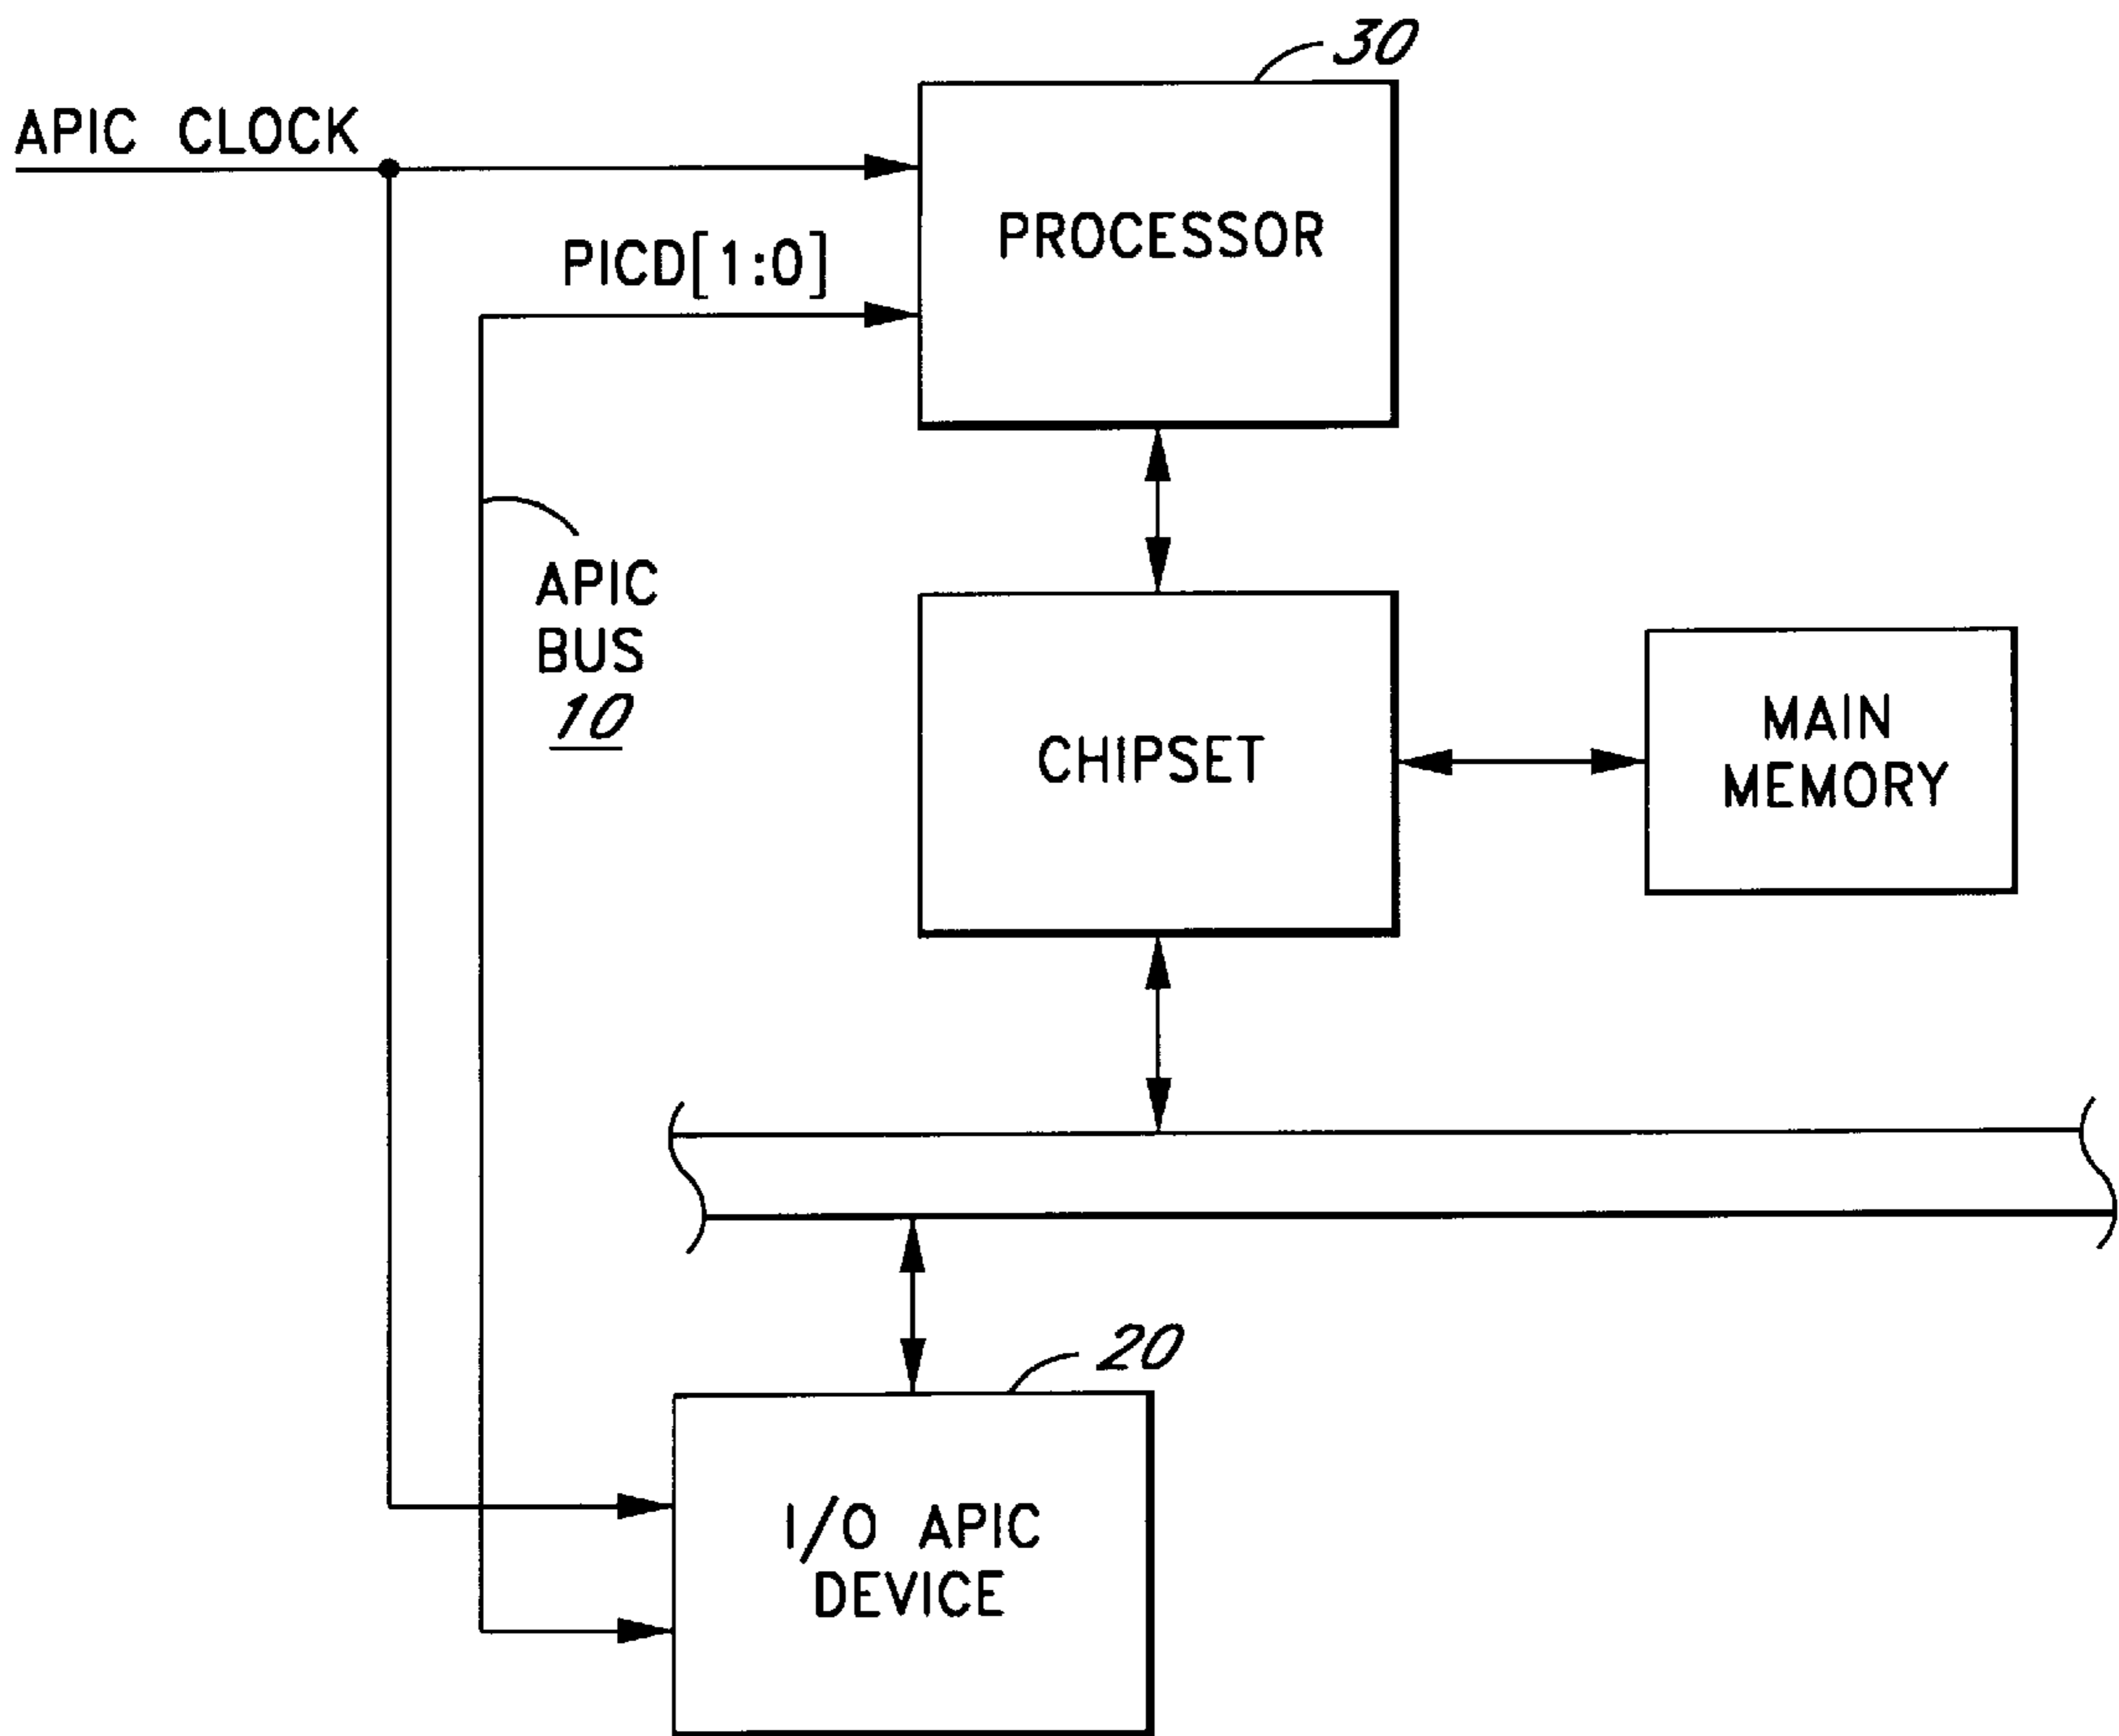 30
APIC CLOCK
PROCESSOR
PICD[1:0]
APIC
BUS
10
CHIPSET
MAIN
MEMORY
20
I/O APIC
DEVICE